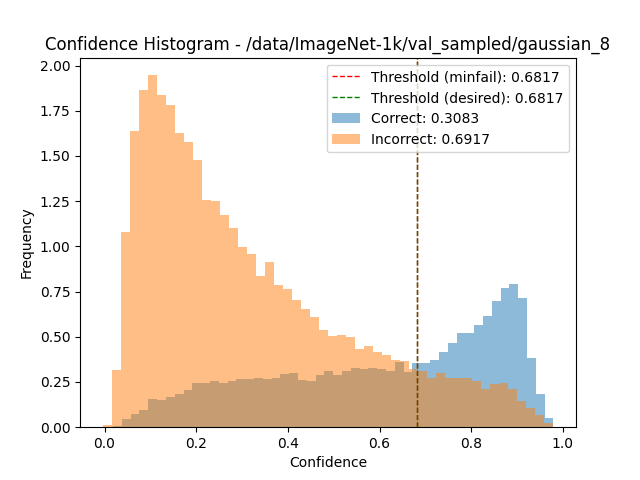 Confidence Histogram - /data/ImageNet-1k/val_sampled/gaussian_8
Threshold (minfail): 0.6817
Threshold (desired): 0.6817
Correct: 0.3083
Incorrect: 0.6917
Frequency
2.00
1.75
1.50
1.25
1.00
0.75
0.50
0.25
0.00
0.0 0.2 0.4 0.6 0.8 1.0
Confidence